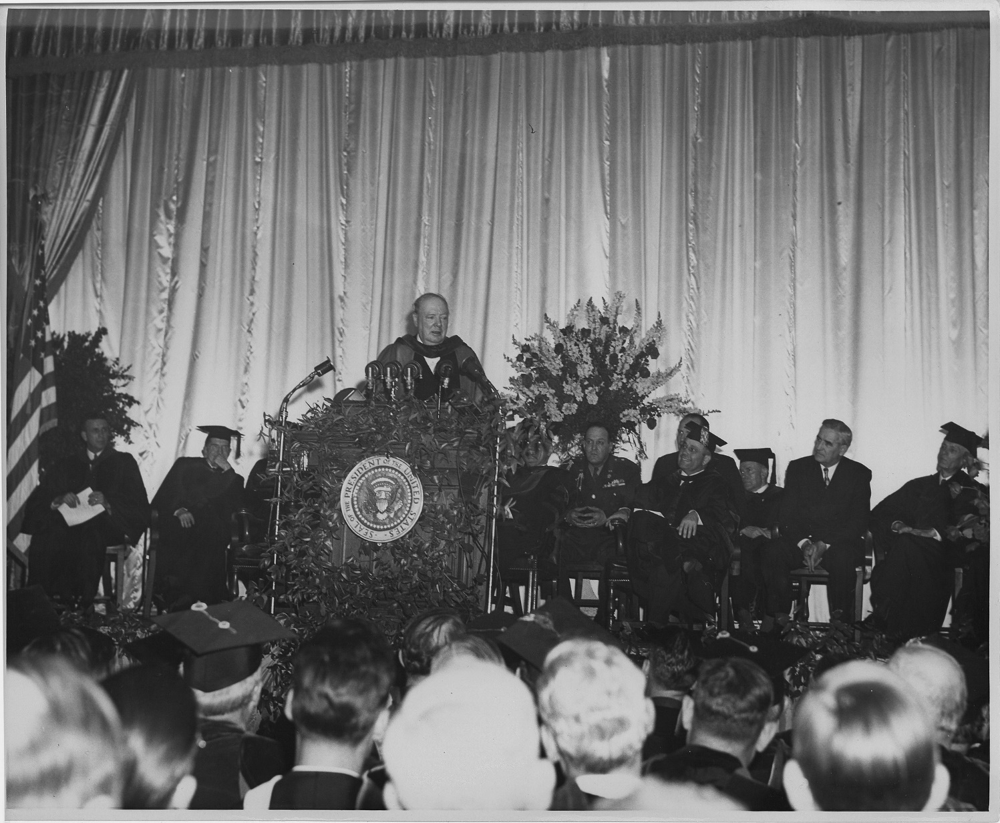 SEAL OF THE PRESIDENT OF THE UNITED STATES